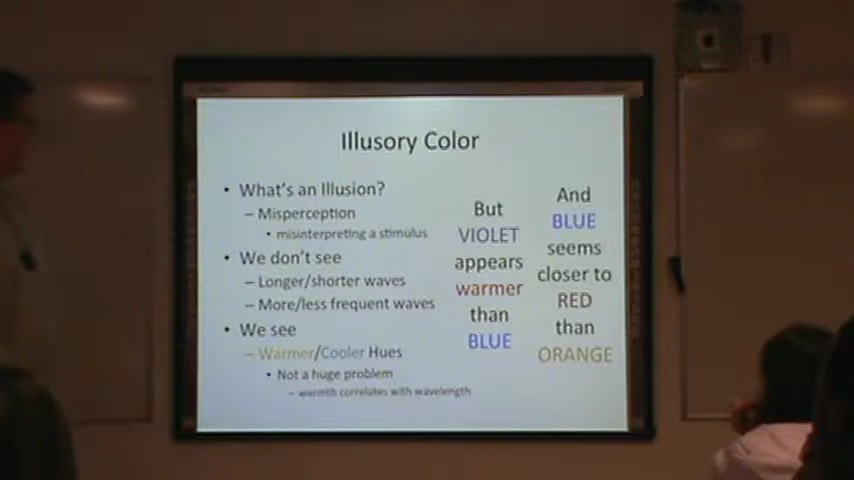 Illusory Color
• What's an Illusion?
– Misperception
• misinterpreting a stimulus
• We don't see
– Longer/shorter waves
– More/less frequent waves
• We see
– Warmer/Cooler Hues
• Not a huge problem
– warmth correlates with wavelength
But
VIOLET
appears
warmer
than
BLUE
And
BLUE
seems
closer to
RED
than
ORANGE